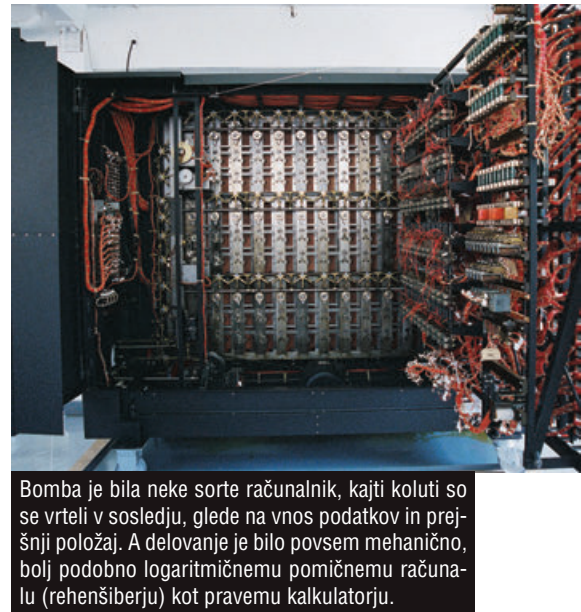 Bomba je bila neke sorte računalnik, kajti koluti so
se vrteli v sosledju, glede na vnos podatkov in prej-
šnji položaj. A delovanje je bilo povsem mehanično,
bolj podobno logaritmičnemu pomičnemu računa-
lu (rehenšiberju) kot pravemu kalkulatorju.